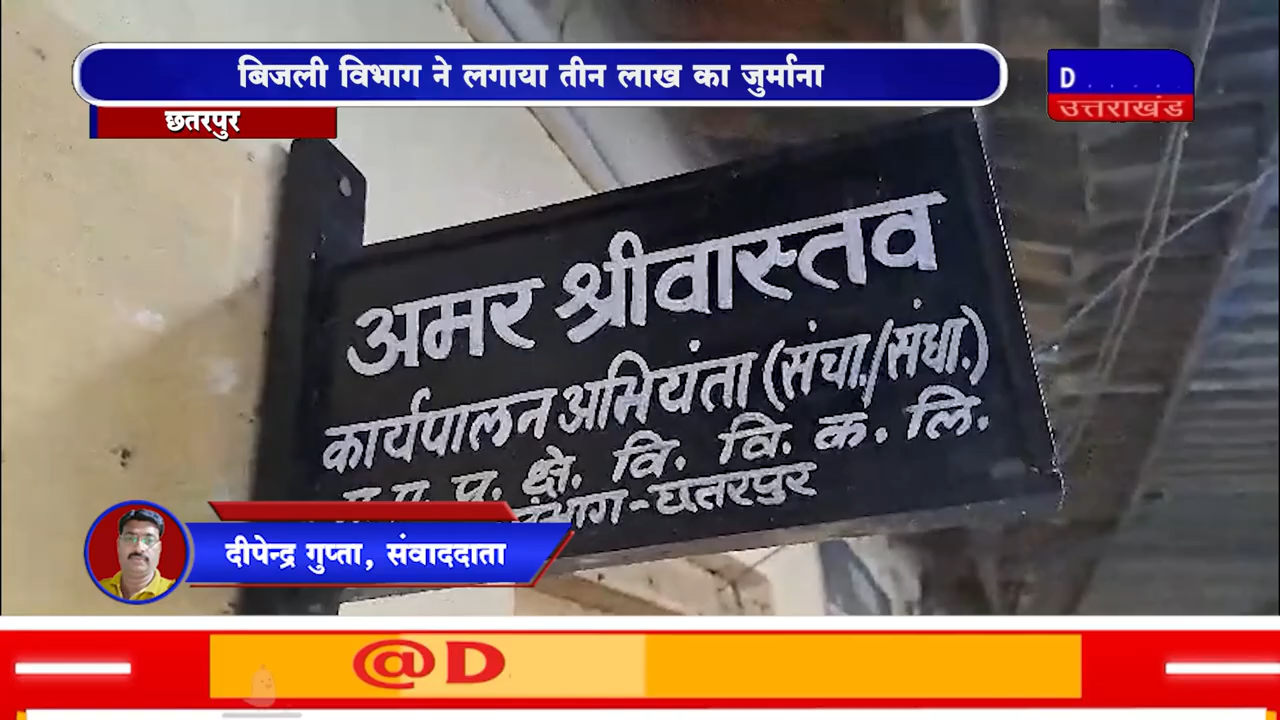 बिजली विभाग ने लगाया तीन लाख का जुर्माना
D.....
उत्तराखंड
छतरपुर
अमर श्रीवास्तव
कार्यपालन अभियंता (संचा./संधा.)
प. क्षे. वि. वि. क. लि.
संभाग-छतरपुर
दीपेन्द्र गुप्ता, संवाददाता
@D